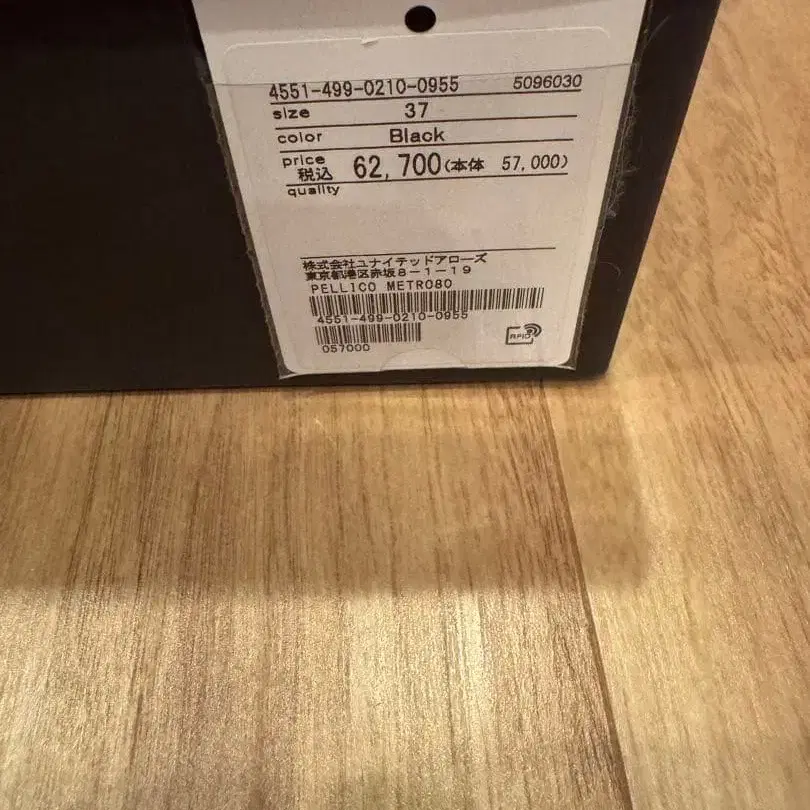 4551-499-0210-0955 5096030
size 37
color Black
price
税込 62,700(本体 57,000)
quality
株式会社ユナイテッドアローズ
東京都港区赤坂8-1-19
PELLICO METRO80
4551-499-0210-0955
057000
RFID